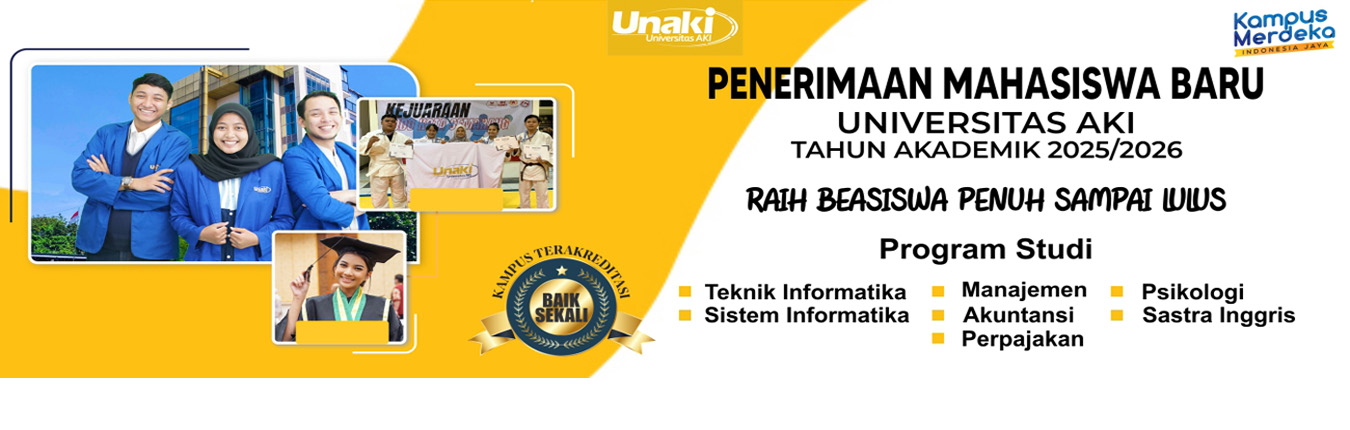 Unaki
Universitas AKI
Kampus
Merdeka
INDONESIA JAYA
PENERIMAAN MAHASISWA BARU
UNIVERSITAS AKI
TAHUN AKADEMIK 2025/2026
RAIH BEASISWA PENUH SAMPAI LULUS
Program Studi
Teknik Informatika
Sistem Informatika
Manajemen
Akuntansi
Perpajakan
Psikologi
Sastra Inggris
KAMPUS TERAKREDITASI
BAIK
SEKALI
KEJUARAAN
Unaki
unaki